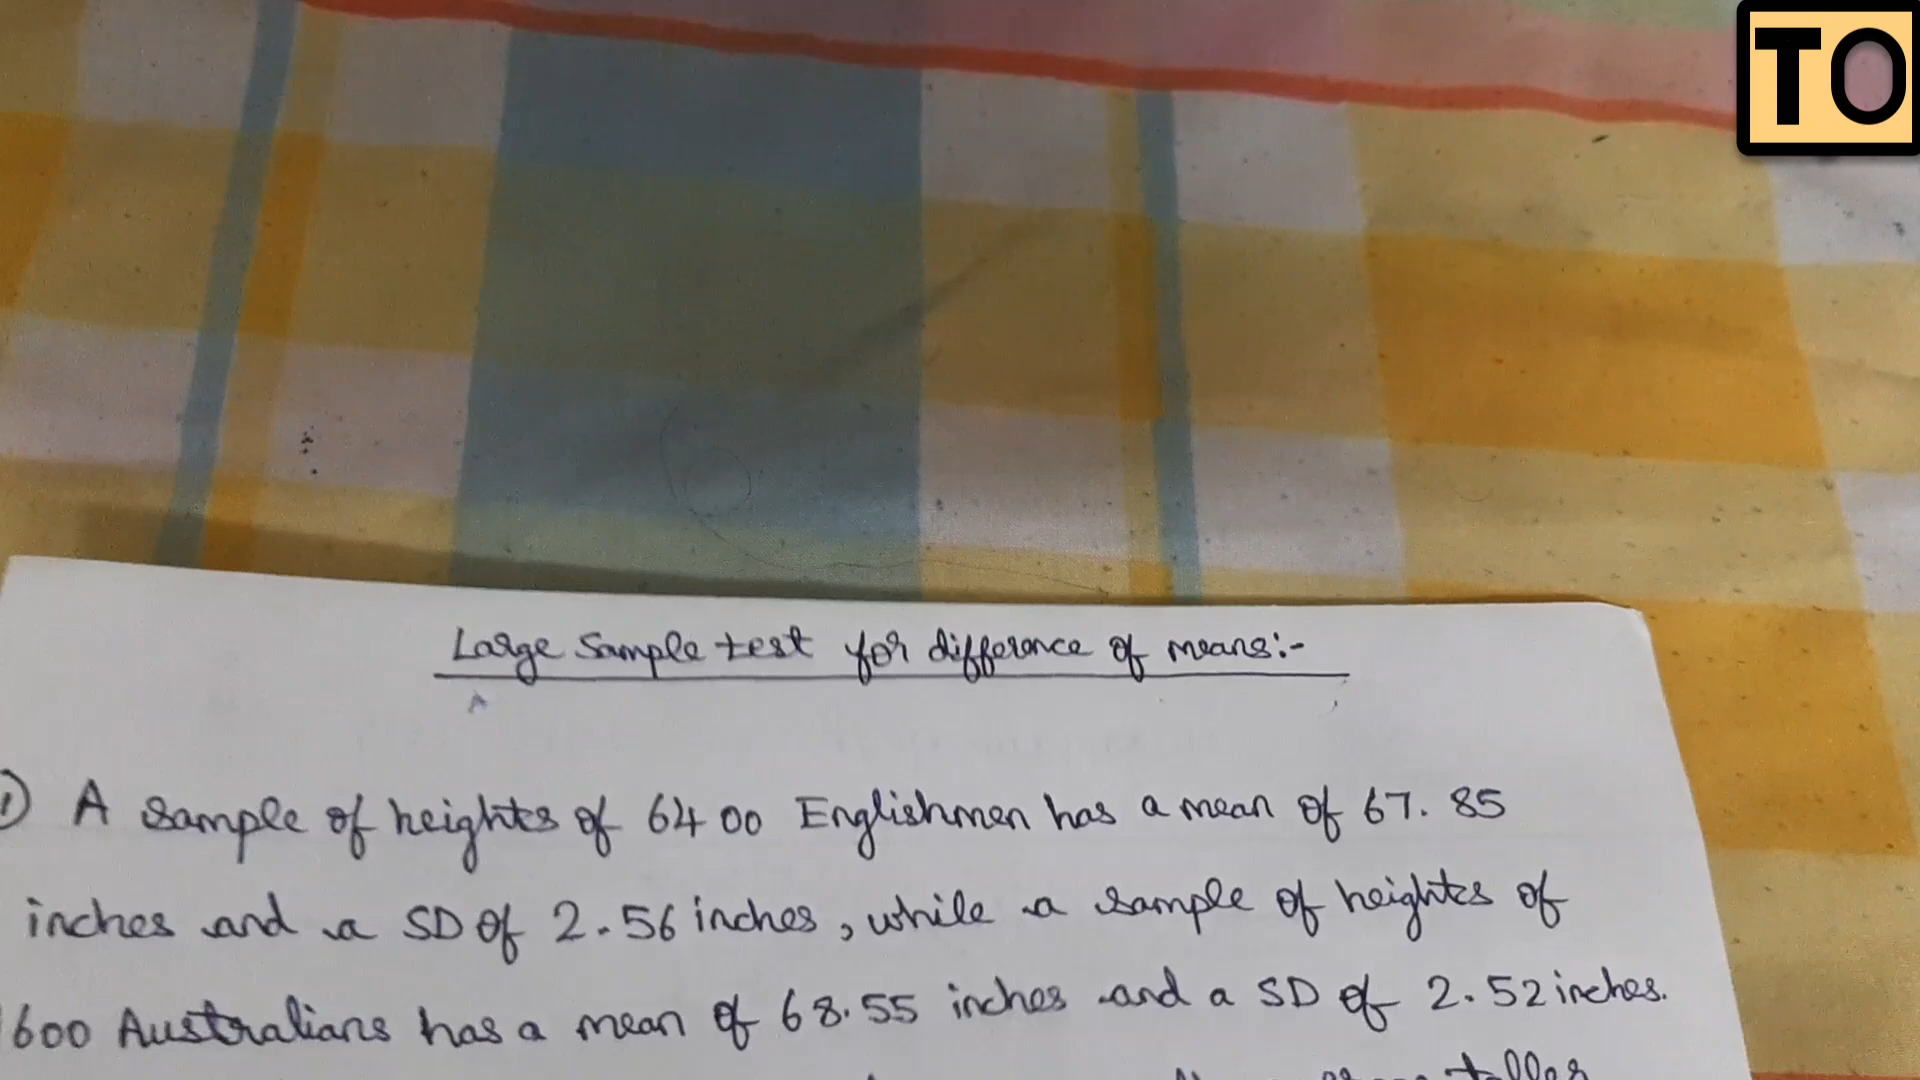 TO
Large Sample test for difference of means:-
1) A sample of heights of 6400 Englishmen has a mean of 67.85
inches and a SD of 2.56 inches, while a sample of heights of
1600 Australians has a mean of 68.55 inches and a SD of 2.52 inches.
taller